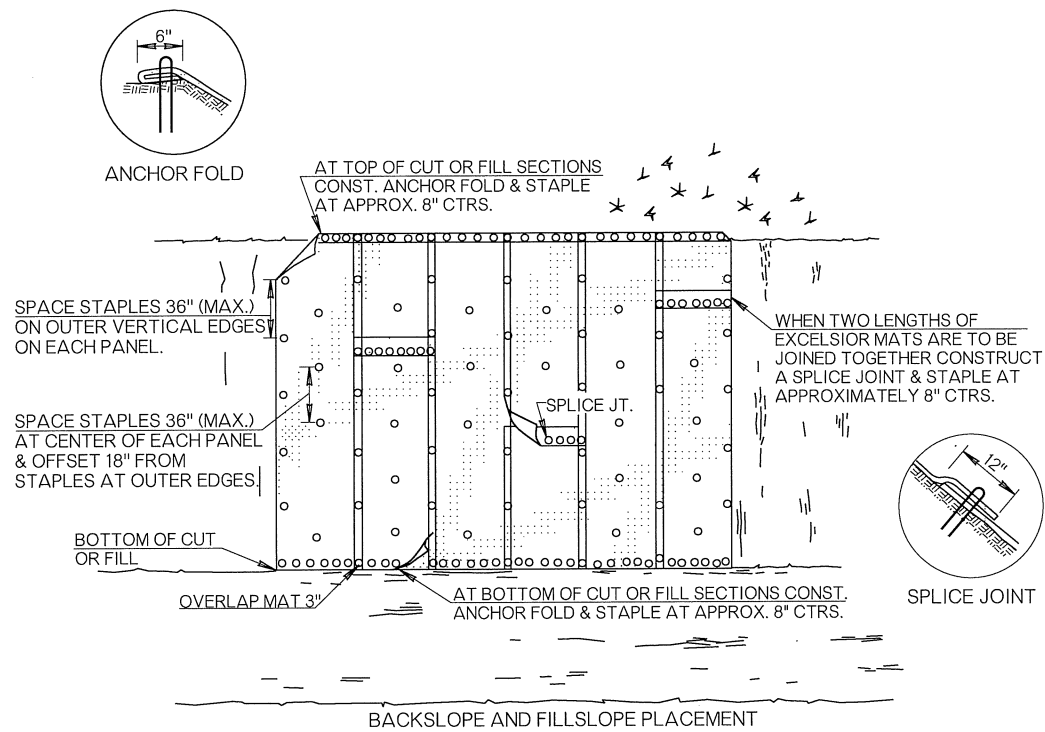 6"
ANCHOR FOLD
AT TOP OF CUT OR FILL SECTIONS
CONST. ANCHOR FOLD & STAPLE
AT APPROX. 8" CTRS.
SPACE STAPLES 36" (MAX.)
ON OUTER VERTICAL EDGES
ON EACH PANEL.
WHEN TWO LENGTHS OF
EXCELSIOR MATS ARE TO BE
JOINED TOGETHER CONSTRUCT
A SPLICE JOINT & STAPLE AT
APPROXIMATELY 8" CTRS.
SPLICE JT.
SPACE STAPLES 36" (MAX.)
AT CENTER OF EACH PANEL
& OFFSET 18" FROM
STAPLES AT OUTER EDGES.
12"
SPLICE JOINT
BOTTOM OF CUT
OR FILL
OVERLAP MAT 3"
AT BOTTOM OF CUT OR FILL SECTIONS CONST.
ANCHOR FOLD & STAPLE AT APPROX. 8" CTRS.
BACKSLOPE AND FILLSLOPE PLACEMENT